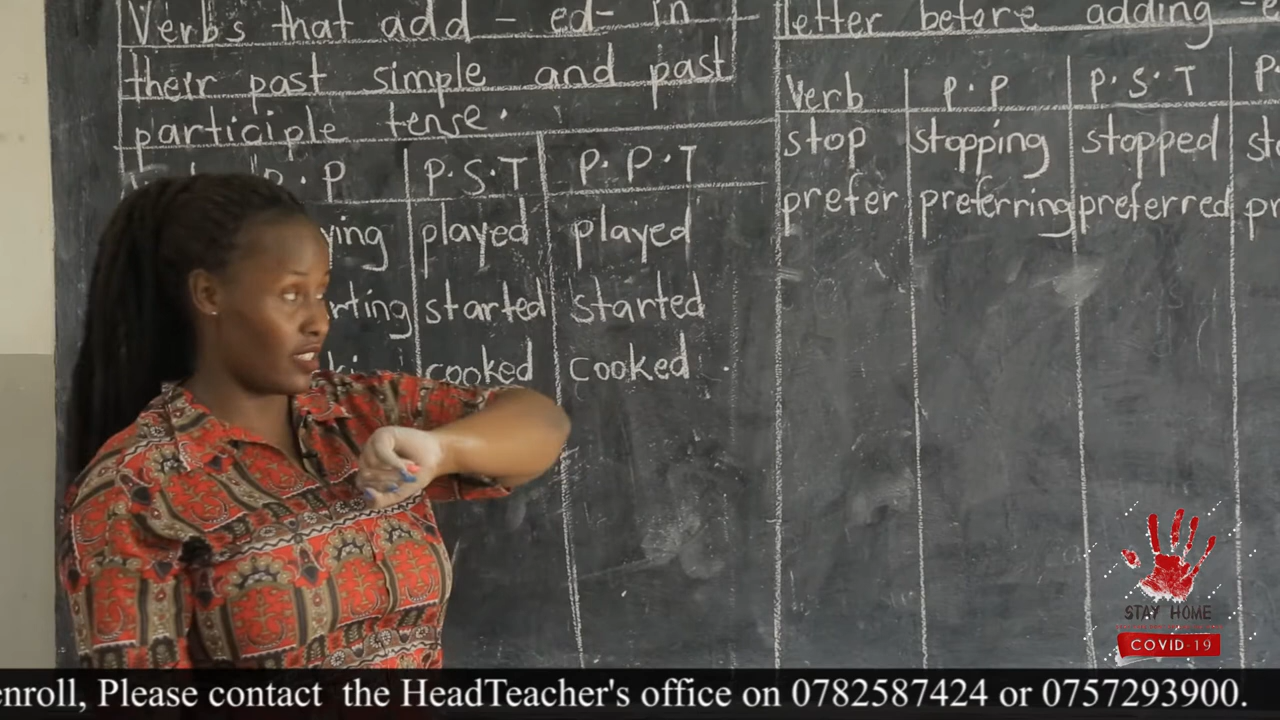 Verbs that add - ed - in
their past simple and past
participle tense.
P.P P.S.T P.P.T
played played
started started
cooked cooked
letter before adding
Verb P.P P.S.T
stop stopping stopped
prefer preferring preferred
STAY HOME
COVID-19
enroll, Please contact the HeadTeacher's office on 0782587424 or 0757293900.